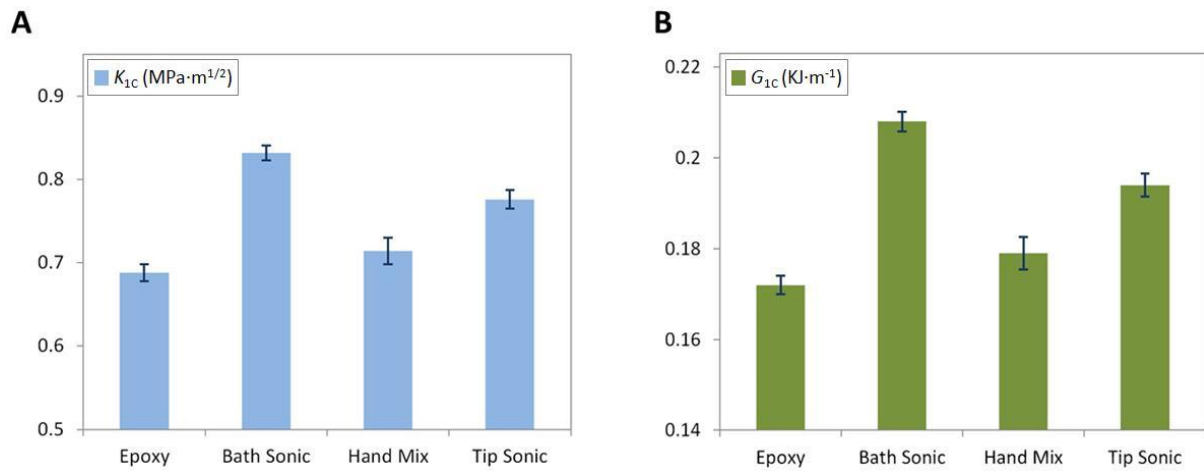 A
K1C (MPa·m1/2)
0.9
0.8
0.7
0.6
0.5
Epoxy Bath Sonic Hand Mix Tip Sonic
B
G1C (KJ·m-1)
0.22
0.2
0.18
0.16
0.14
Epoxy Bath Sonic Hand Mix Tip Sonic